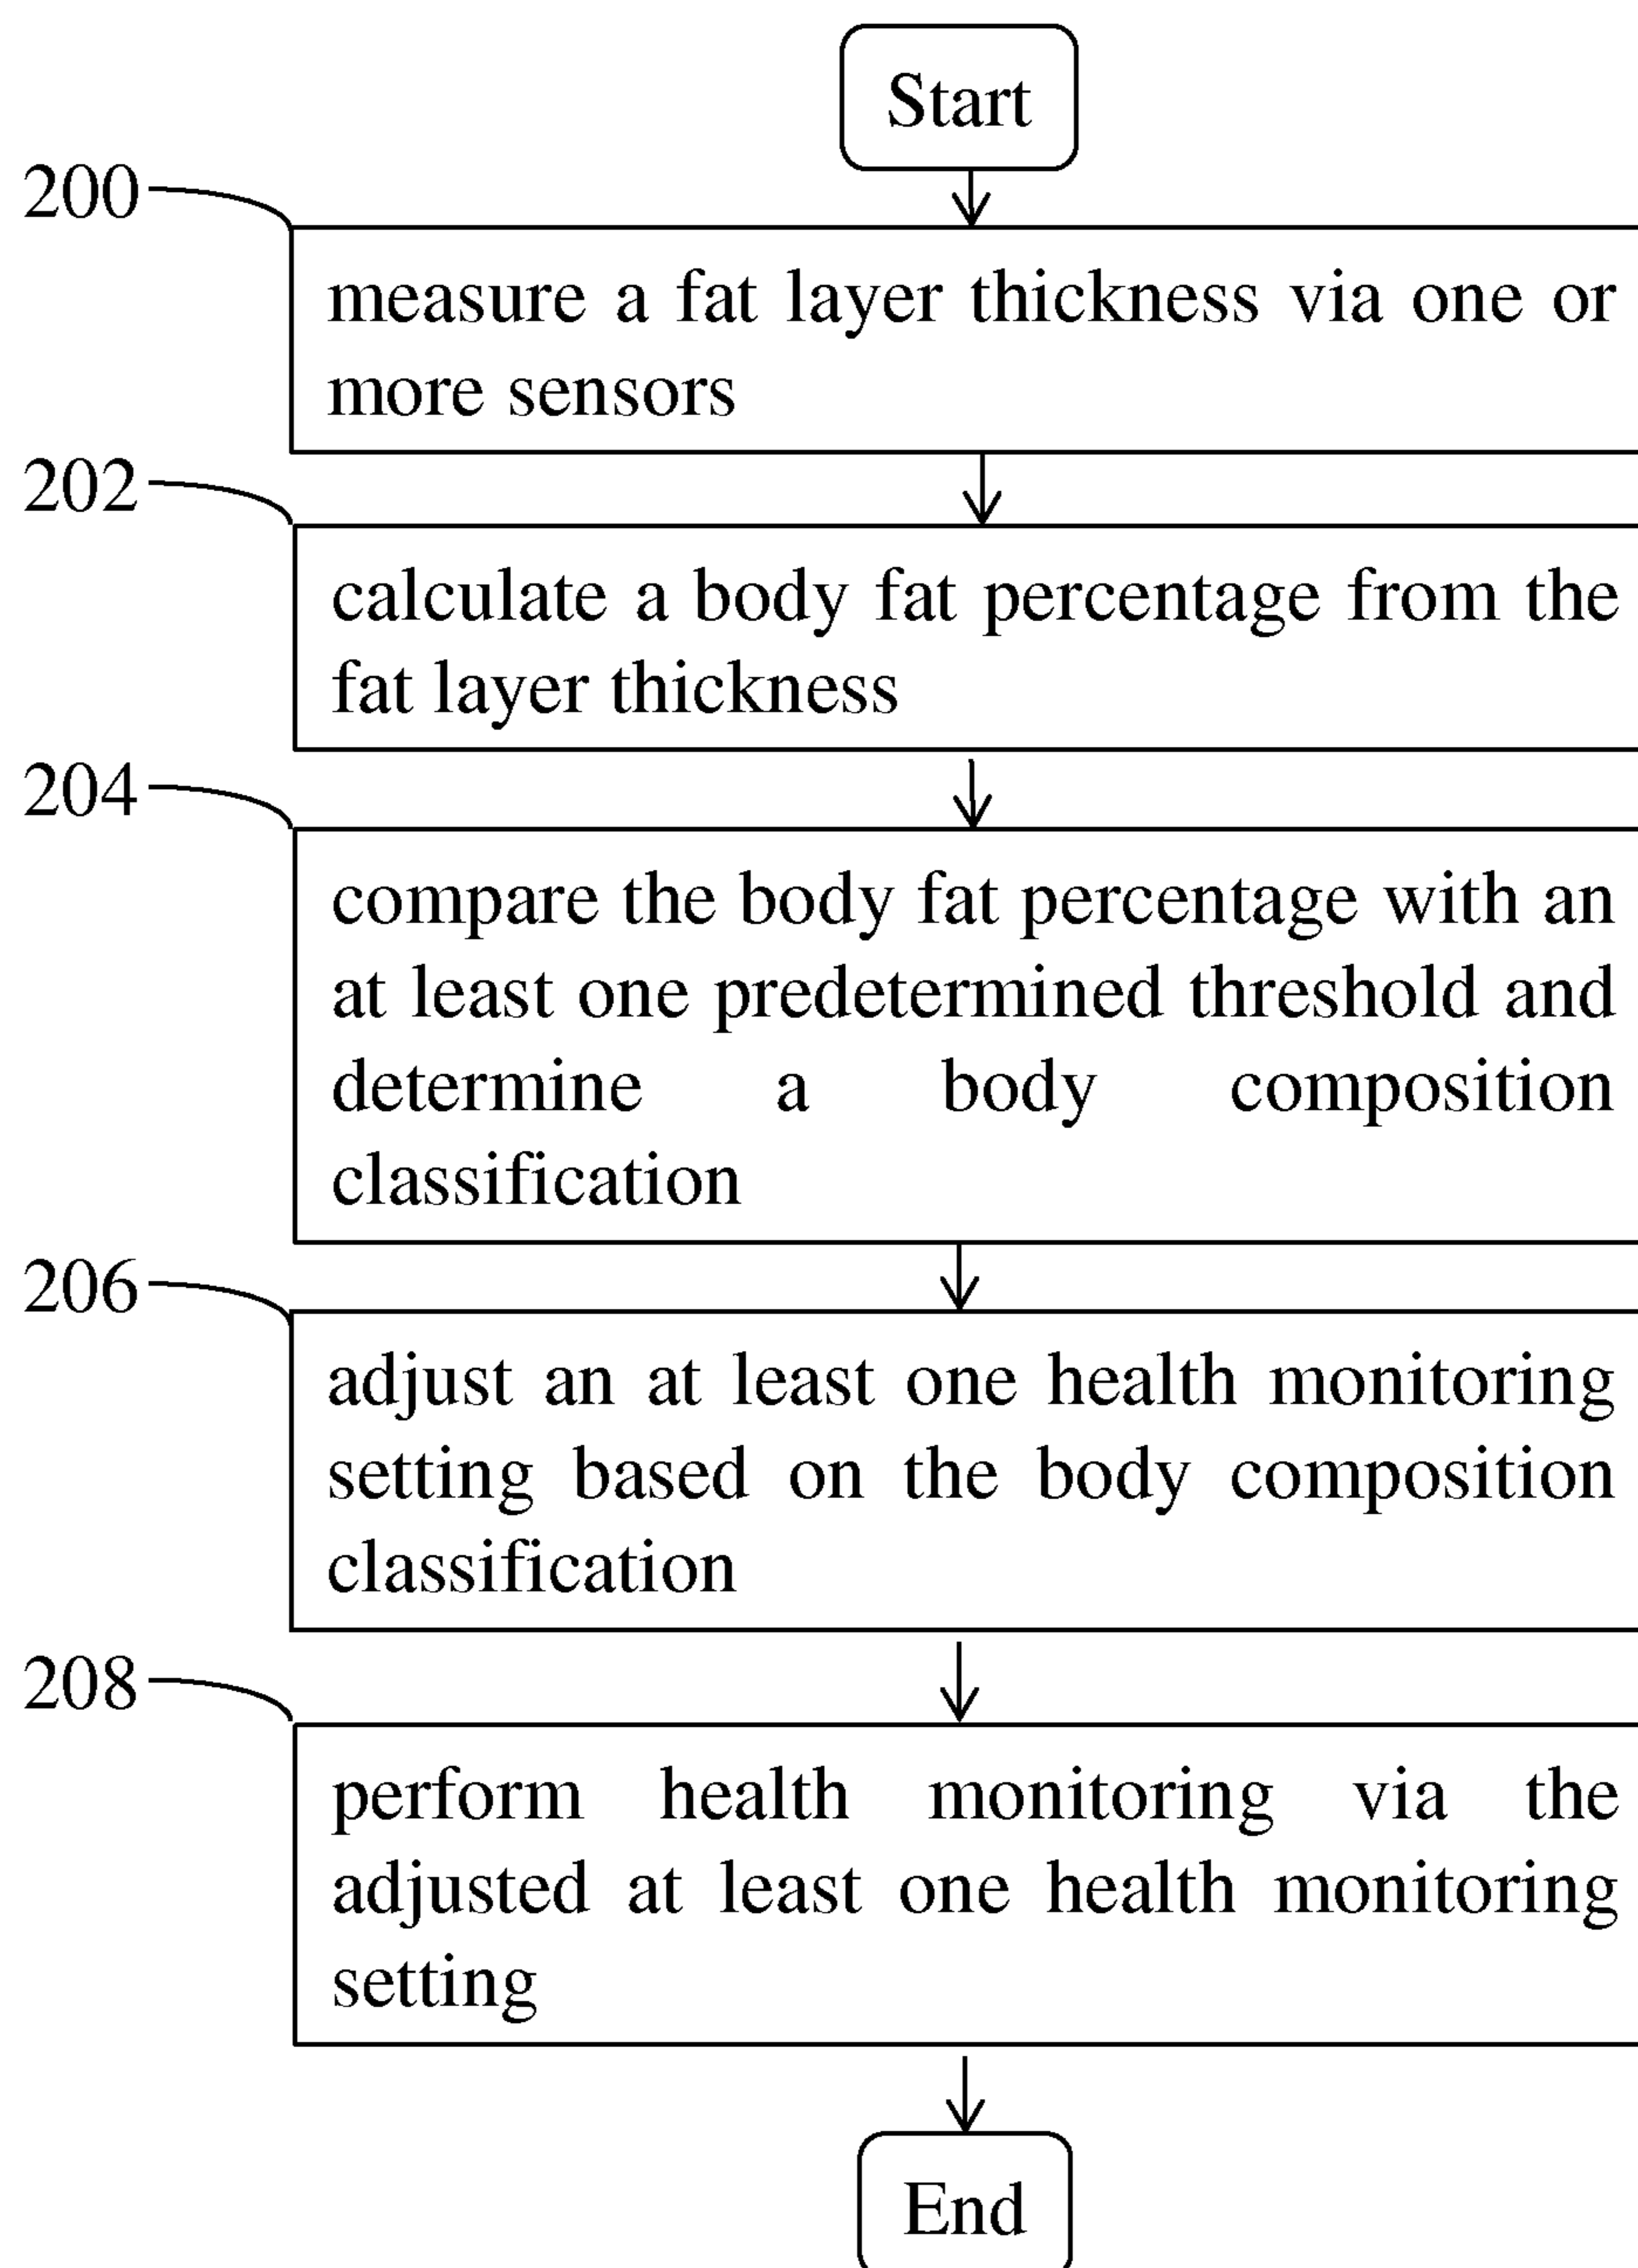 Start
200
measure a fat layer thickness via one or
more sensors
202
calculate a body fat percentage from the
fat layer thickness
204
compare the body fat percentage with an
at least one predetermined threshold and
determine a body composition
classification
206
adjust an at least one health monitoring
setting based on the body composition
classification
208
perform health monitoring via the
adjusted at least one health monitoring
setting
End